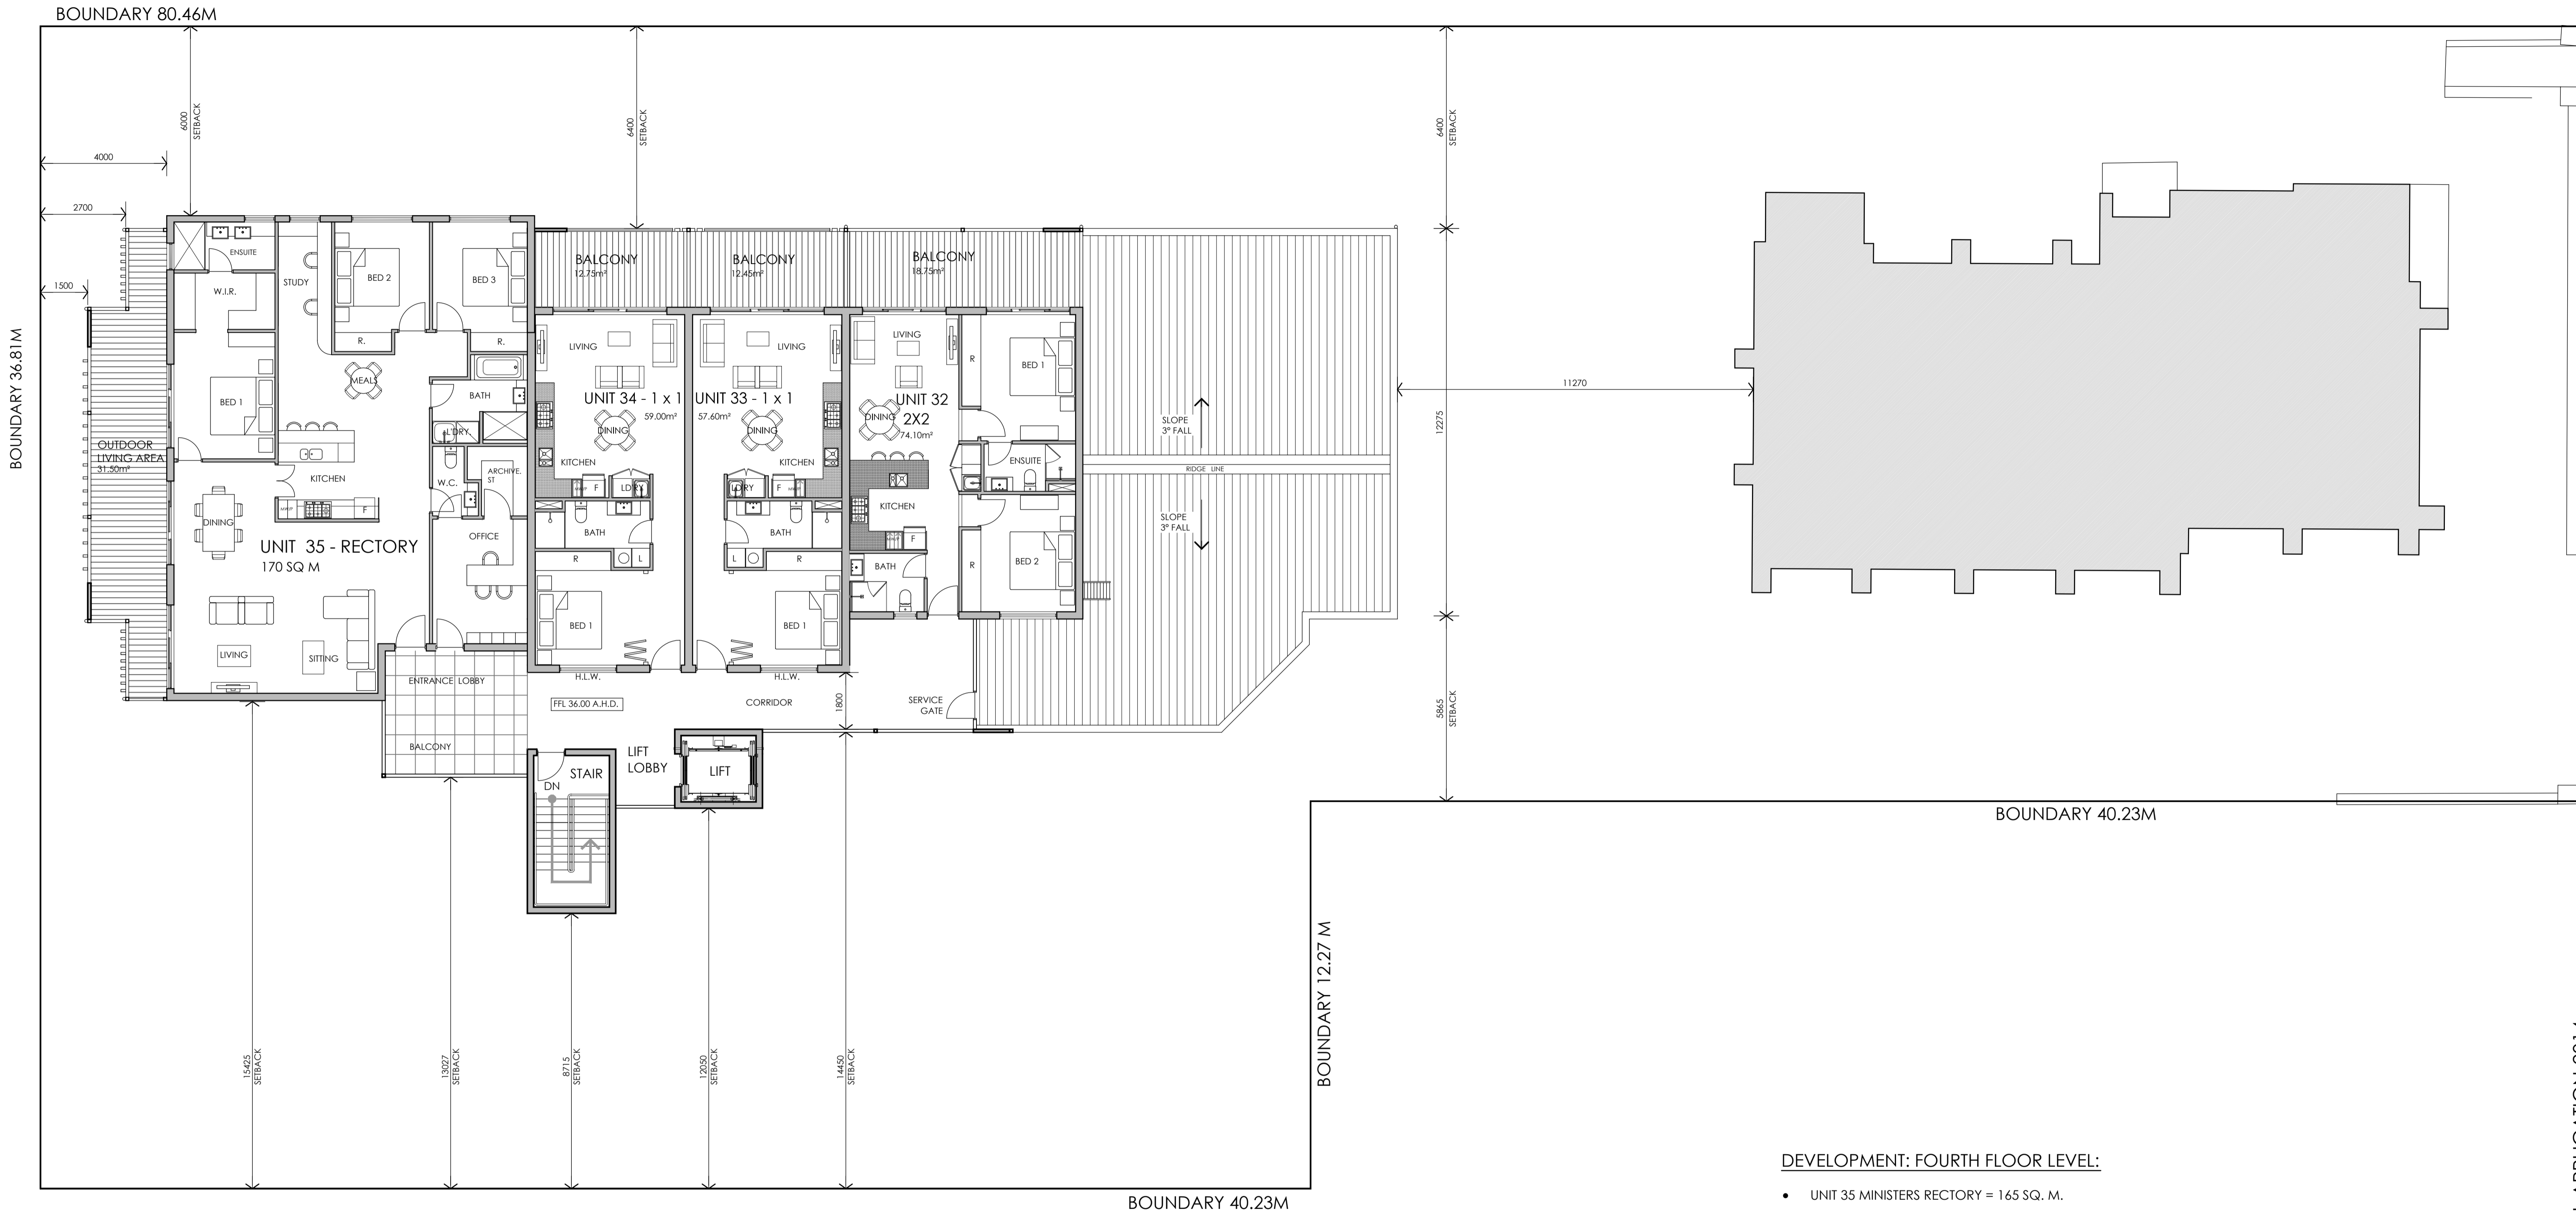 BOUNDARY 80.46M
6000
SETBACK
6400
SETBACK
6400
SETBACK
4000
2700
1500
BOUNDARY 36.81M
ENSUITE
W.I.R.
STUDY
BED 2
BED 3
R.
R.
MEALS
BED 1
BATH
L'DRY.
OUTDOOR
LIVING AREA
31.50m²
KITCHEN
F
W.C.
ARCHIVE.
ST
DINING
OFFICE
UNIT 35 - RECTORY
170 SQ M
LIVING
SITTING
ENTRANCE LOBBY
BALCONY
BALCONY
12.75m²
BALCONY
12.45m²
BALCONY
18.75m²
LIVING
UNIT 34 - 1 x 1
59.00m²
DINING
KITCHEN
F
LDRY
BATH
R
L
BED 1
H.L.W.
LIVING
UNIT 33 - 1 x 1
57.60m²
DINING
KITCHEN
LDRY
F
BATH
L
R
BED 1
H.L.W.
LIVING
UNIT 32
2X2
74.10m²
DINING
R
BED 1
ENSUITE
KITCHEN
F
BATH
R
BED 2
FFL 36.00 A.H.D.
CORRIDOR
1800
SERVICE
GATE
LIFT
LOBBY
LIFT
STAIR
DN
SLOPE
3° FALL
RIDGE LINE
SLOPE
3° FALL
11270
12275
5865
SETBACK
15425
SETBACK
13027
SETBACK
8715
SETBACK
12050
SETBACK
14450
SETBACK
BOUNDARY 40.23M
BOUNDARY 12.27 M
BOUNDARY 40.23M
DEVELOPMENT: FOURTH FLOOR LEVEL:
• UNIT 35 MINISTERS RECTORY = 165 SQ. M.